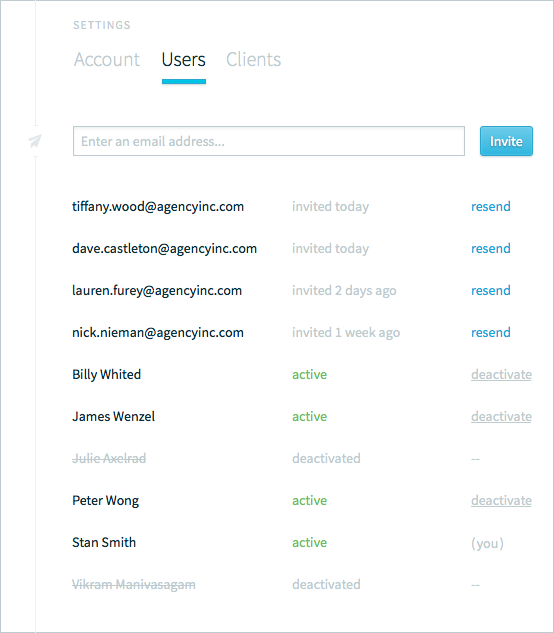 SETTINGS
Account Users Clients
Enter an email address... Invite
tiffany.wood@agencyinc.com invited today resend
dave.castleton@agencyinc.com invited today resend
lauren.furey@agencyinc.com invited 2 days ago resend
nick.nieman@agencyinc.com invited 1 week ago resend
Billy Whited active deactivate
James Wenzel active deactivate
Julie Axelrad deactivated --
Peter Wong active deactivate
Stan Smith active (you)
Vikram Manivasagam deactivated --